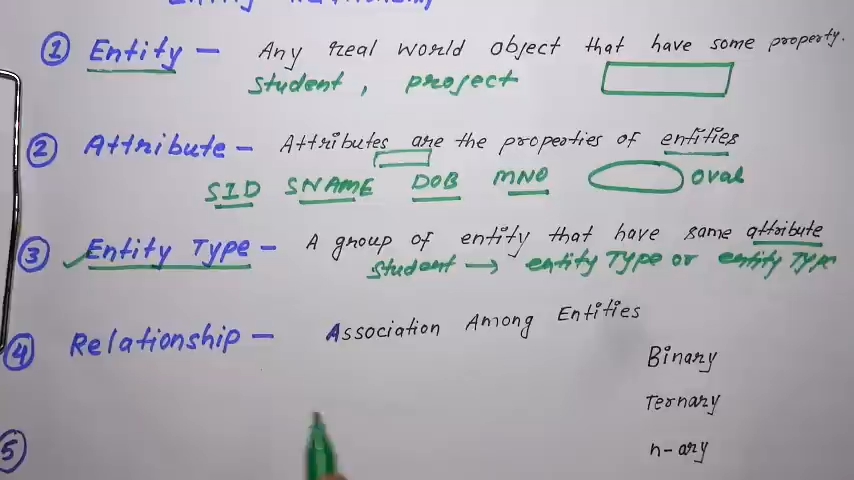 Entity Relationship
① Entity – Any real world object that have some property.
Student, project
② Attribute – Attributes are the properties of entities
SID SNAME DOB MNO oval
③ Entity Type – A group of entity that have same attribute
Student → entity Type or entity Type
④ Relationship – Association Among Entities
Binary
Ternary
n-ary
⑤